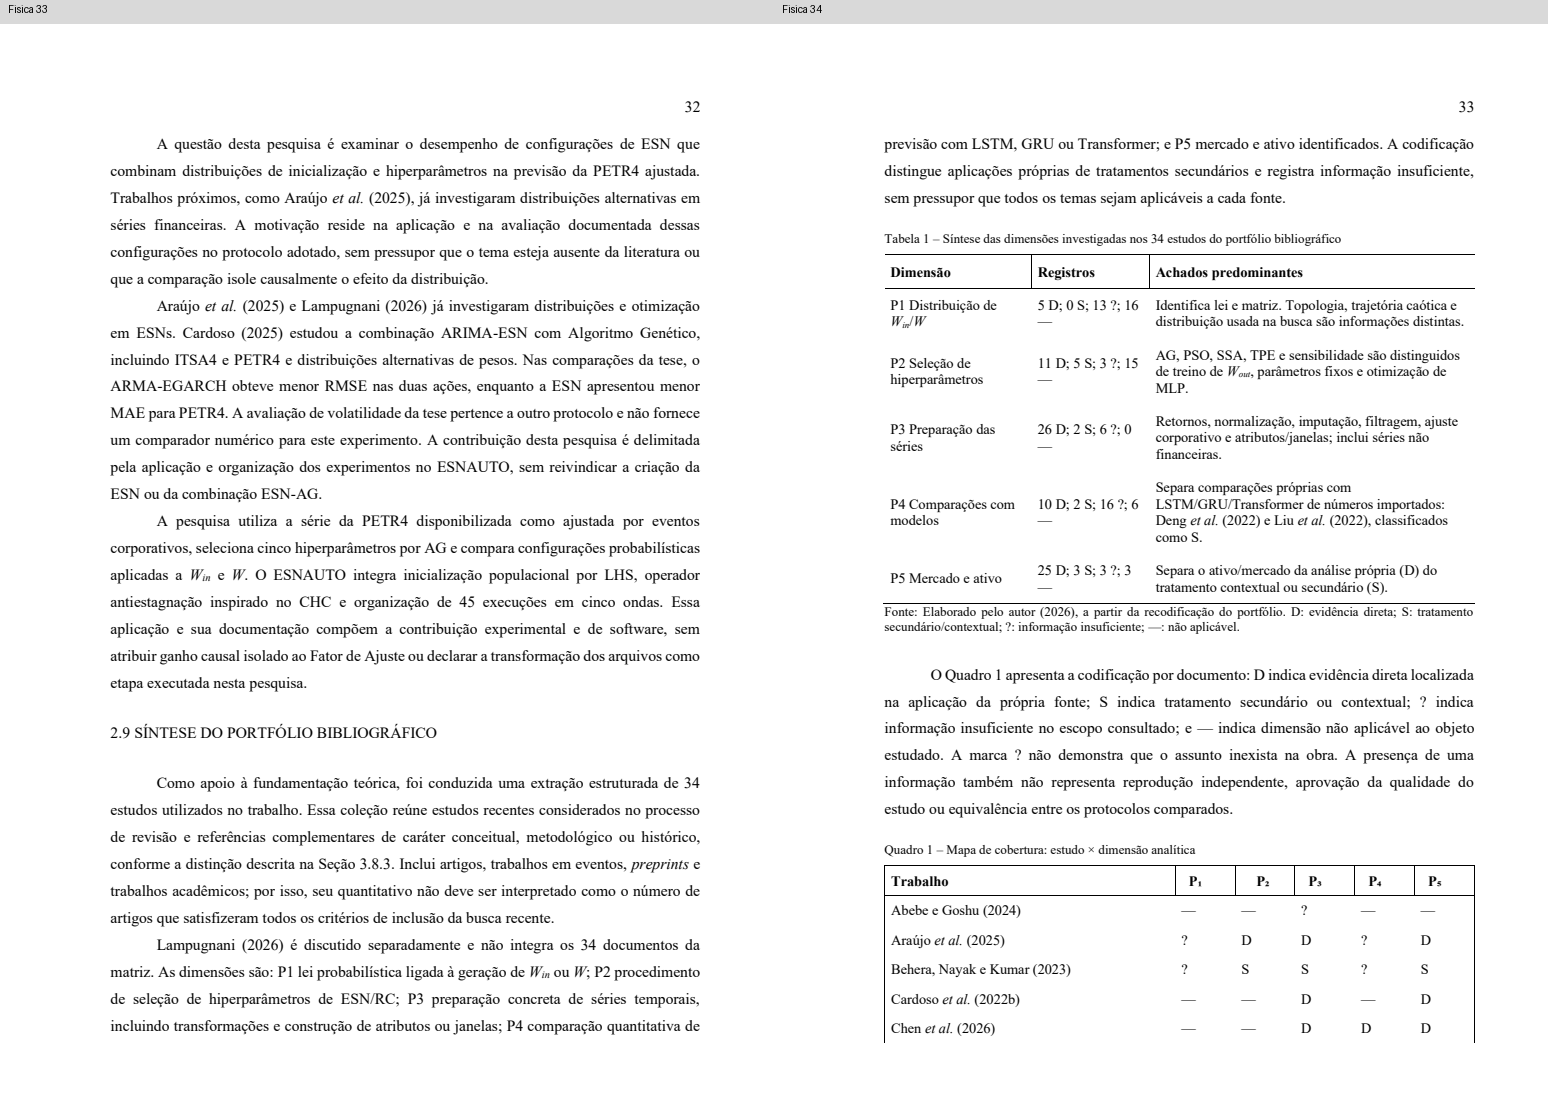 Fisica 33
32
A questão desta pesquisa é examinar o desempenho de configurações de ESN que
combinam distribuições de inicialização e hiperparâmetros na previsão da PETR4 ajustada.
Trabalhos próximos, como Araújo et al. (2025), já investigaram distribuições alternativas em
séries financeiras. A motivação reside na aplicação e na avaliação documentada dessas
configurações no protocolo adotado, sem pressupor que o tema esteja ausente da literatura ou
que a comparação isole causalmente o efeito da distribuição.
Araújo et al. (2025) e Lampugnani (2026) já investigaram distribuições e otimização
em ESNs. Cardoso (2025) estudou a combinação ARIMA-ESN com Algoritmo Genético,
incluindo ITSA4 e PETR4 e distribuições alternativas de pesos. Nas comparações da tese, o
ARMA-EGARCH obteve menor RMSE nas duas ações, enquanto a ESN apresentou menor
MAE para PETR4. A avaliação de volatilidade da tese pertence a outro protocolo e não fornece
um comparador numérico para este experimento. A contribuição desta pesquisa é delimitada
pela aplicação e organização dos experimentos no ESNAUTO, sem reivindicar a criação da
ESN ou da combinação ESN-AG.
A pesquisa utiliza a série da PETR4 disponibilizada como ajustada por eventos
corporativos, seleciona cinco hiperparâmetros por AG e compara configurações probabilísticas
aplicadas a Win e W. O ESNAUTO integra inicialização populacional por LHS, operador
antiestagnação inspirado no CHC e organização de 45 execuções em cinco ondas. Essa
aplicação e sua documentação compõem a contribuição experimental e de software, sem
atribuir ganho causal isolado ao Fator de Ajuste ou declarar a transformação dos arquivos como
etapa executada nesta pesquisa.
2.9 SÍNTESE DO PORTFÓLIO BIBLIOGRÁFICO
Como apoio à fundamentação teórica, foi conduzida uma extração estruturada de 34
estudos utilizados no trabalho. Essa coleção reúne estudos recentes considerados no processo
de revisão e referências complementares de caráter conceitual, metodológico ou histórico,
conforme a distinção descrita na Seção 3.8.3. Inclui artigos, trabalhos em eventos, preprints e
trabalhos acadêmicos; por isso, seu quantitativo não deve ser interpretado como o número de
artigos que satisfizeram todos os critérios de inclusão da busca recente.
Lampugnani (2026) é discutido separadamente e não integra os 34 documentos da
matriz. As dimensões são: P1 lei probabilística ligada à geração de Win ou W; P2 procedimento
de seleção de hiperparâmetros de ESN/RC; P3 preparação concreta de séries temporais,
incluindo transformações e construção de atributos ou janelas; P4 comparação quantitativa de
Fisica 34
33
previsão com LSTM, GRU ou Transformer; e P5 mercado e ativo identificados. A codificação
distingue aplicações próprias de tratamentos secundários e registra informação insuficiente,
sem pressupor que todos os temas sejam aplicáveis a cada fonte.
Tabela 1 – Síntese das dimensões investigadas nos 34 estudos do portfólio bibliográfico
Dimensão Registros Achados predominantes
P1 Distribuição de
Win/W
5 D; 0 S; 13 ?; 16
—
Identifica lei e matriz. Topologia, trajetória caótica e
distribuição usada na busca são informações distintas.
P2 Seleção de
hiperparâmetros
11 D; 5 S; 3 ?; 15
—
AG, PSO, SSA, TPE e sensibilidade são distinguidos
de treino de Wout, parâmetros fixos e otimização de
MLP.
P3 Preparação das
séries
26 D; 2 S; 6 ?; 0
—
Retornos, normalização, imputação, filtragem, ajuste
corporativo e atributos/janelas; inclui séries não
financeiras.
P4 Comparações com
modelos
10 D; 2 S; 16 ?; 6
—
Separa comparações próprias com
LSTM/GRU/Transformer de números importados:
Deng et al. (2022) e Liu et al. (2022), classificados
como S.
P5 Mercado e ativo
25 D; 3 S; 3 ?; 3
—
Separa o ativo/mercado da análise própria (D) do
tratamento contextual ou secundário (S).
Fonte: Elaborado pelo autor (2026), a partir da recodificação do portfólio. D: evidência direta; S: tratamento
secundário/contextual; ?: informação insuficiente; —: não aplicável.
O Quadro 1 apresenta a codificação por documento: D indica evidência direta localizada
na aplicação da própria fonte; S indica tratamento secundário ou contextual; ? indica
informação insuficiente no escopo consultado; e — indica dimensão não aplicável ao objeto
estudado. A marca ? não demonstra que o assunto inexista na obra. A presença de uma
informação também não representa reprodução independente, aprovação da qualidade do
estudo ou equivalência entre os protocolos comparados.
Quadro 1 – Mapa de cobertura: estudo × dimensão analítica
Trabalho P₁ P₂ P₃ P₄ P₅
Abebe e Goshu (2024) — — ? — —
Araújo et al. (2025) ? D D ? D
Behera, Nayak e Kumar (2023) ? S S ? S
Cardoso et al. (2022b) — — D — D
Chen et al. (2026) — — D D D